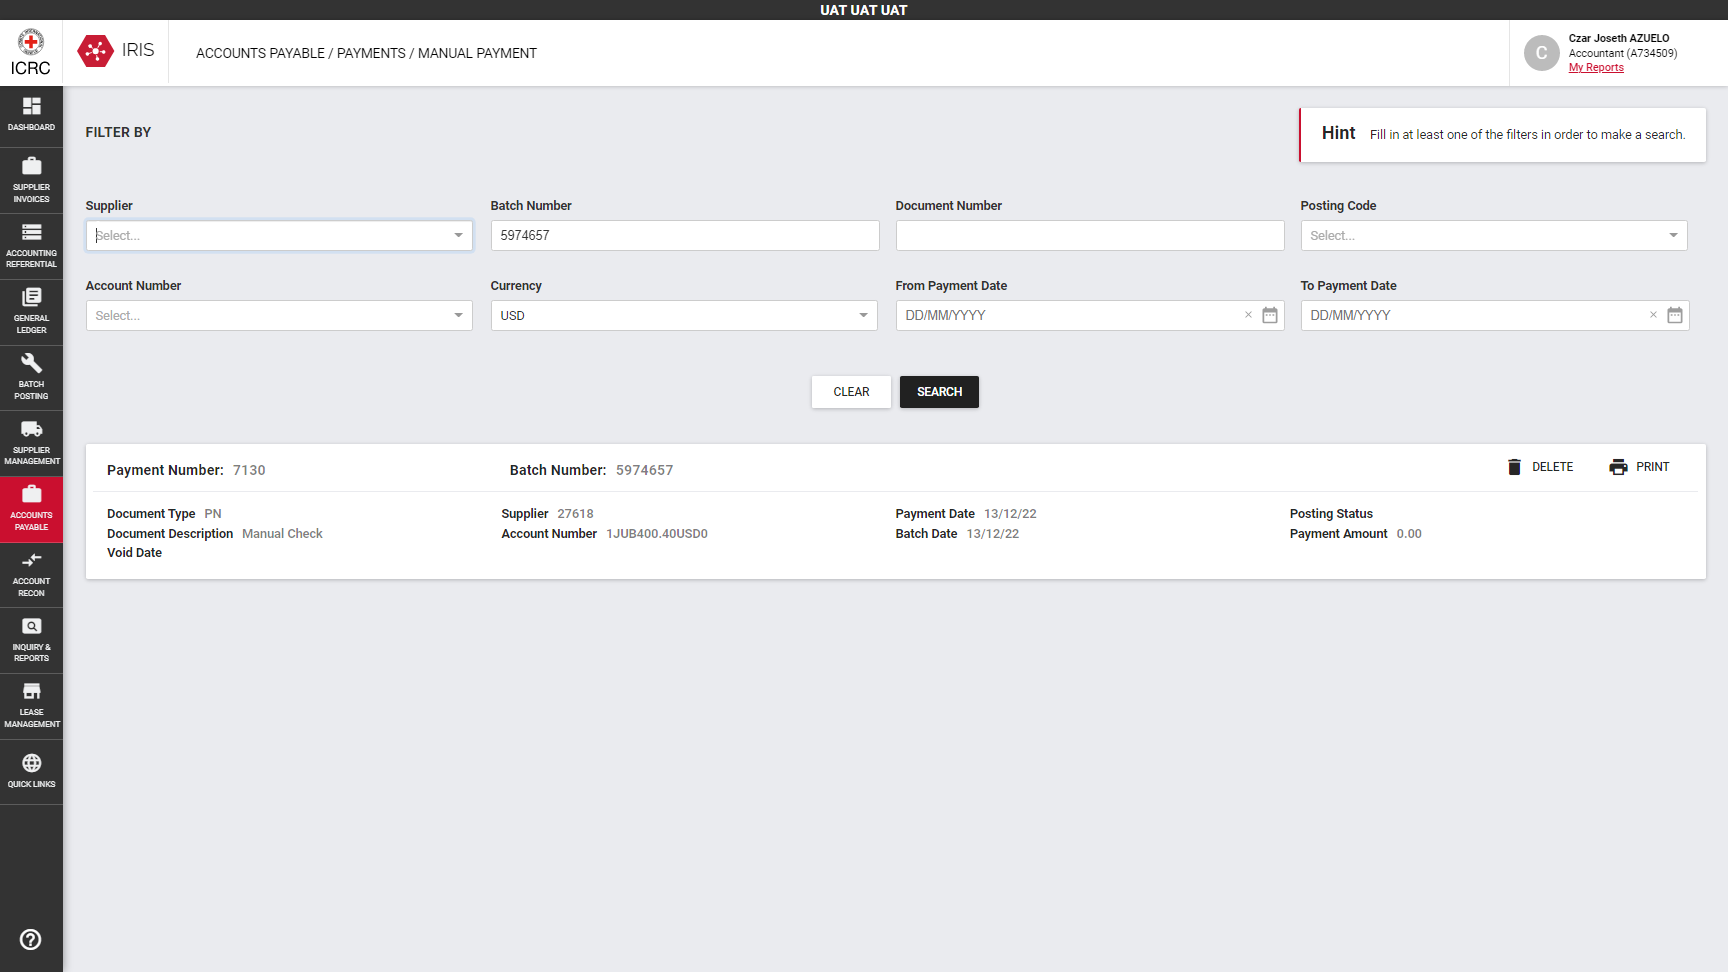 UAT UAT UAT
ICRC
IRIS
ACCOUNTS PAYABLE / PAYMENTS / MANUAL PAYMENT
C
Czar Joseth AZUELO
Accountant (A734509)
My Reports
DASHBOARD
SUPPLIER
INVOICES
ACCOUNTING
REFERENTIAL
GENERAL
LEDGER
BATCH
POSTING
SUPPLIER
MANAGEMENT
ACCOUNTS
PAYABLE
ACCOUNT
RECON
INQUIRY &
REPORTS
LEASE
MANAGEMENT
QUICK LINKS
FILTER BY
Hint Fill in at least one of the filters in order to make a search.
Supplier Batch Number Document Number Posting Code
Select... 5974657 Select...
Account Number Currency From Payment Date To Payment Date
Select... USD DD/MM/YYYY × DD/MM/YYYY ×
CLEAR SEARCH
Payment Number: 7130 Batch Number: 5974657 DELETE PRINT
Document Type PN Supplier 27618 Payment Date 13/12/22 Posting Status
Document Description Manual Check Account Number 1JUB400.40USD0 Batch Date 13/12/22 Payment Amount 0.00
Void Date